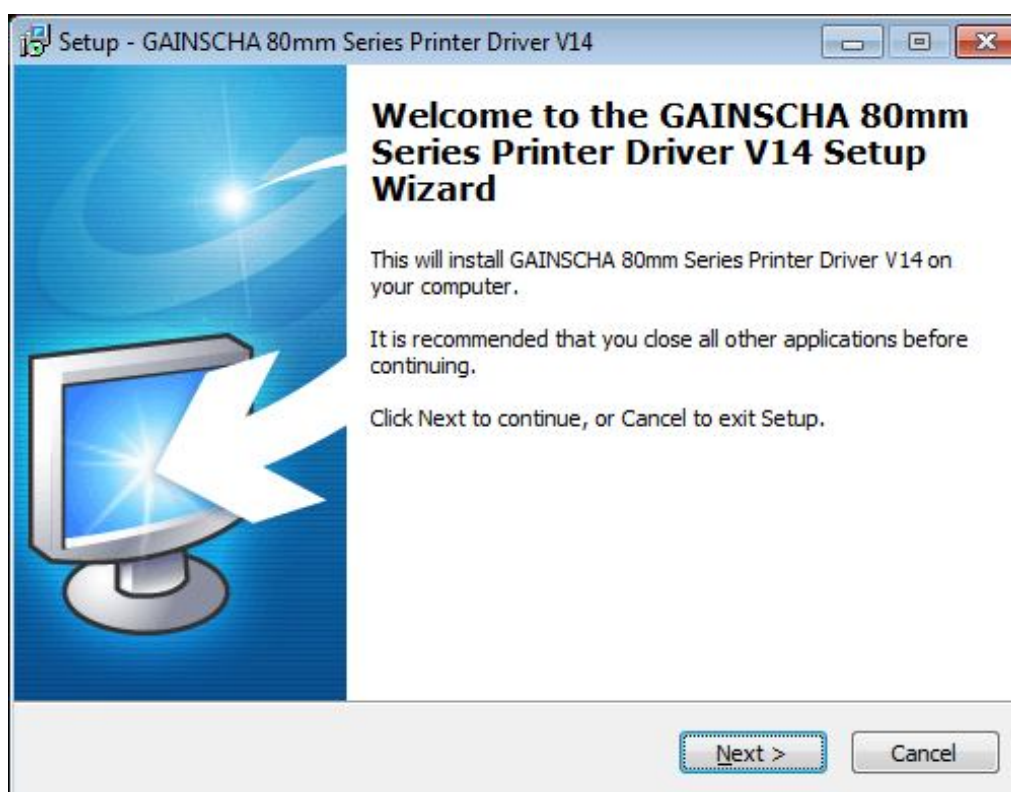 Setup - GAINSCHA 80mm Series Printer Driver V14
Welcome to the GAINSCHA 80mm
Series Printer Driver V14 Setup
Wizard
This will install GAINSCHA 80mm Series Printer Driver V14 on
your computer.
It is recommended that you close all other applications before
continuing.
Click Next to continue, or Cancel to exit Setup.
Next >
Cancel